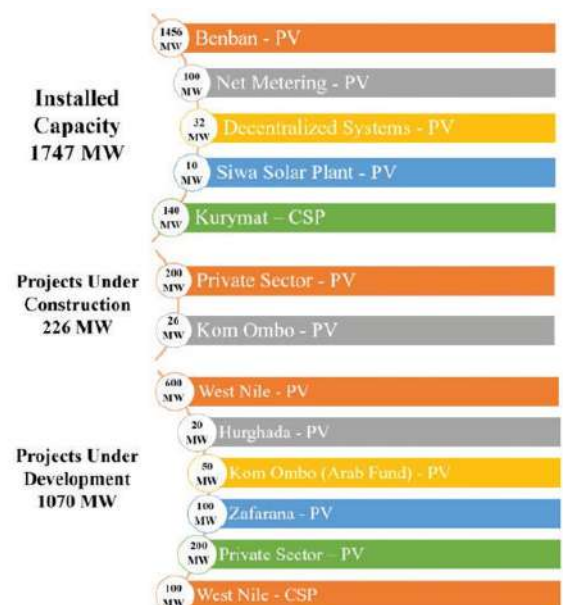 Installed
Capacity
1747 MW
1456
MW
Benban - PV
100
MW
Net Metering - PV
32
MW
Decentralized Systems - PV
10
MW
Siwa Solar Plant - PV
140
MW
Kurymat – CSP
Projects Under
Construction
226 MW
200
MW
Private Sector - PV
26
MW
Kom Ombo - PV
Projects Under
Development
1070 MW
600
MW
West Nile - PV
20
MW
Hurghada - PV
50
MW
Kom Ombo (Arab Fund) - PV
100
MW
Zafarana - PV
200
MW
Private Sector – PV
100
MW
West Nile - CSP